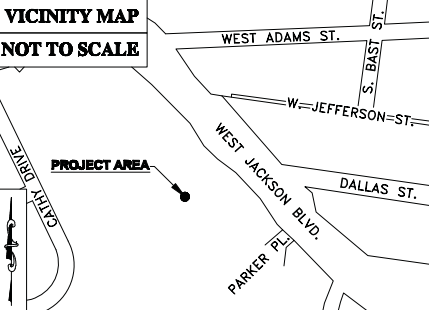 VICINITY MAP
NOT TO SCALE
WEST ADAMS ST.
S. BAST ST.
W. JEFFERSON ST.
WEST JACKSON BLVD.
PROJECT AREA
CATHY DRIVE
DALLAS ST.
PARKER PL.